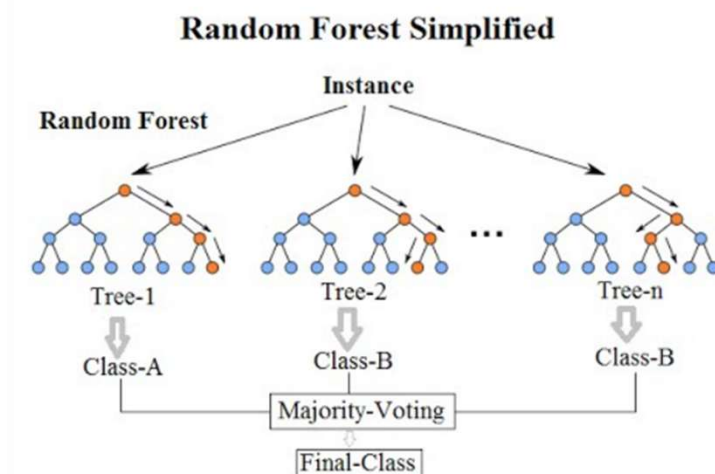 Random Forest Simplified
Instance
Random Forest
...
Tree-1
Tree-2
Tree-n
Class-A
Class-B
Class-B
Majority-Voting
Final-Class